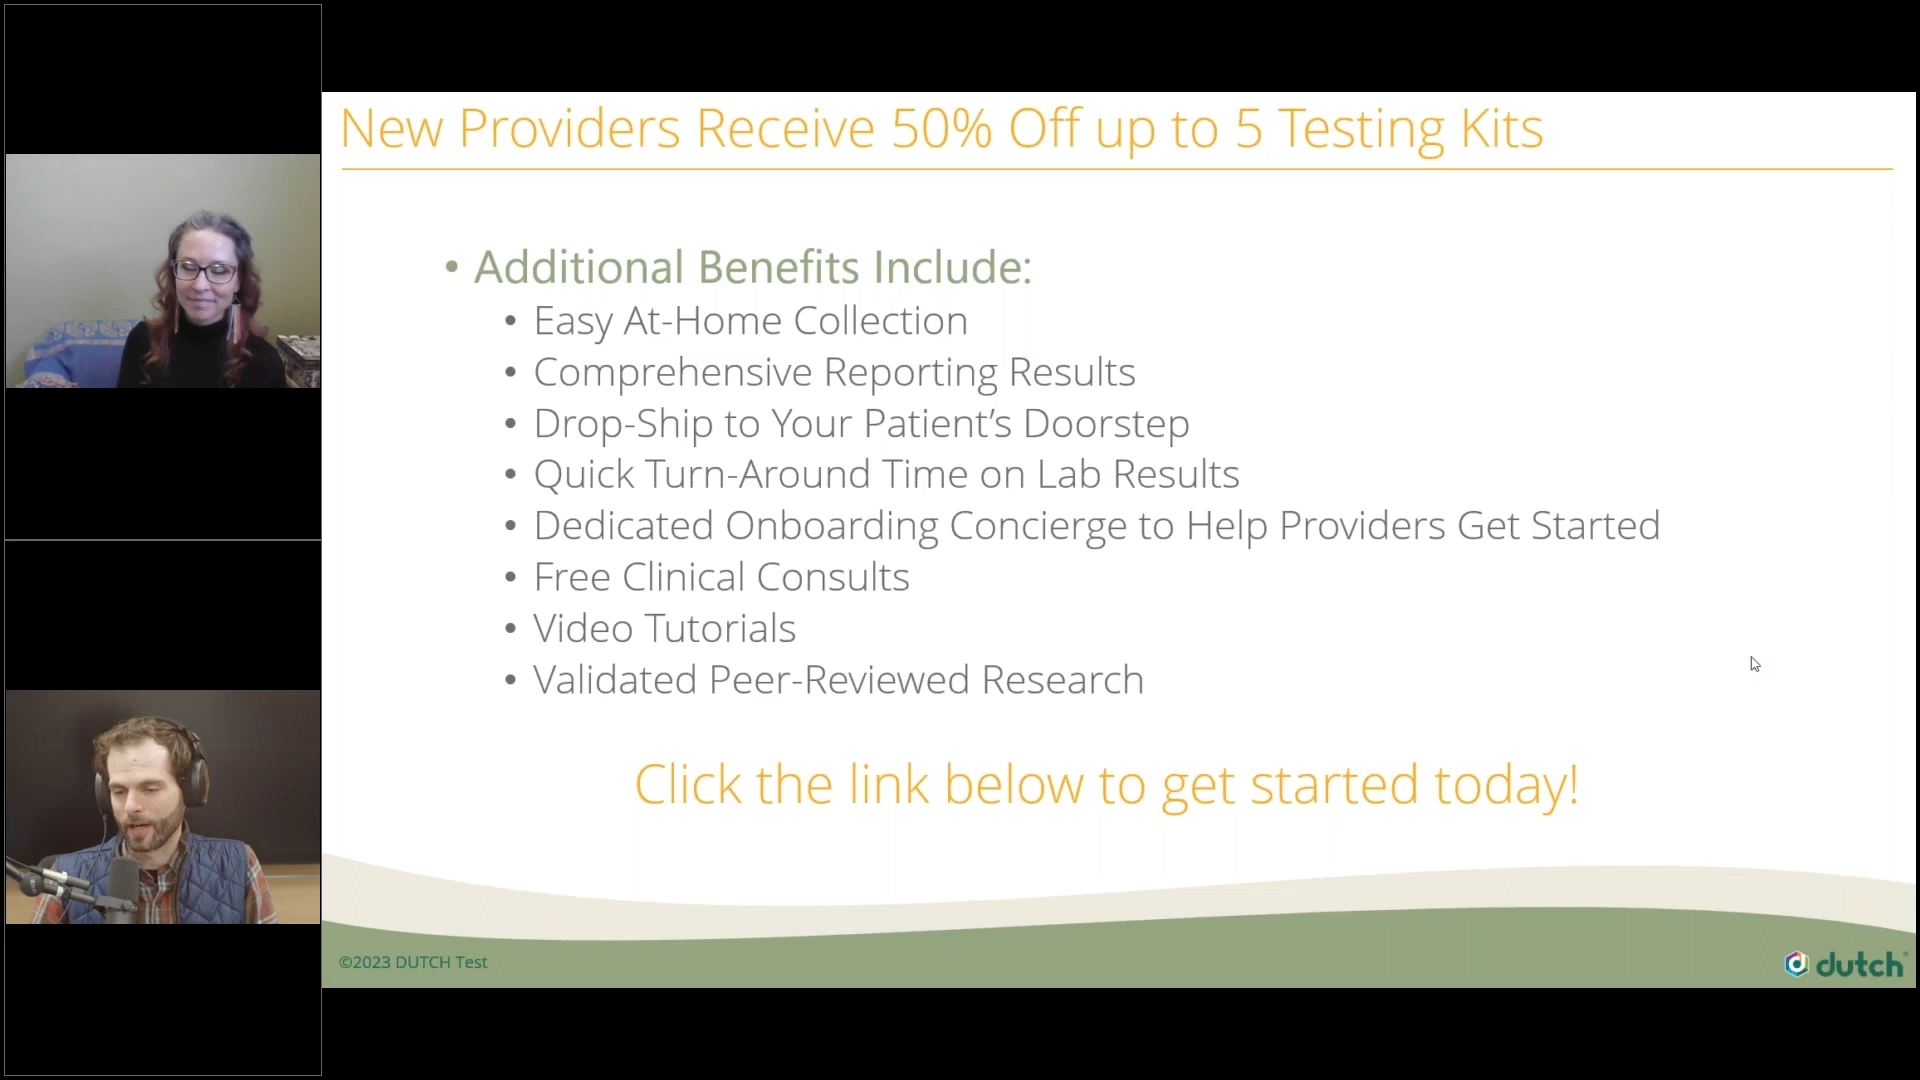 New Providers Receive 50% Off up to 5 Testing Kits
• Additional Benefits Include:
• Easy At-Home Collection
• Comprehensive Reporting Results
• Drop-Ship to Your Patient’s Doorstep
• Quick Turn-Around Time on Lab Results
• Dedicated Onboarding Concierge to Help Providers Get Started
• Free Clinical Consults
• Video Tutorials
• Validated Peer-Reviewed Research
Click the link below to get started today!
©2023 DUTCH Test
dutch